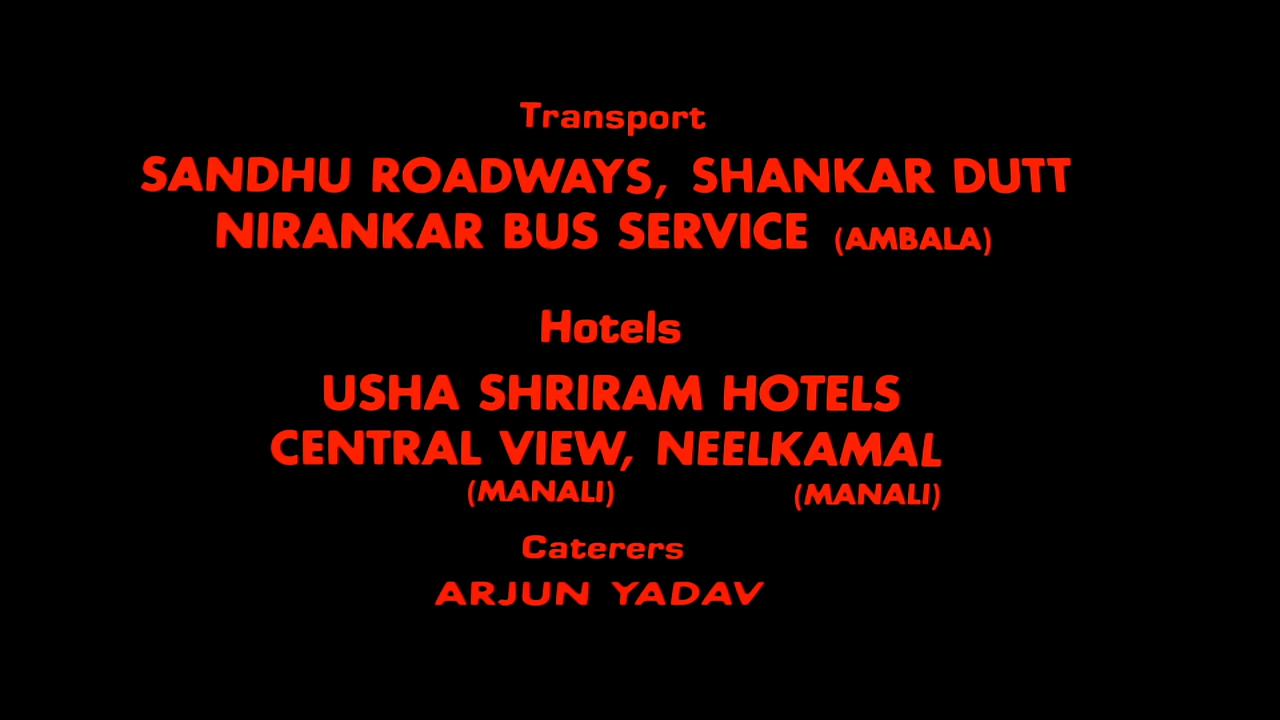 Transport
SANDHU ROADWAYS, SHANKAR DUTT
NIRANKAR BUS SERVICE (AMBALA)
Hotels
USHA SHRIRAM HOTELS
CENTRAL VIEW, NEELKAMAL
(MANALI) (MANALI)
Caterers
ARJUN YADAV